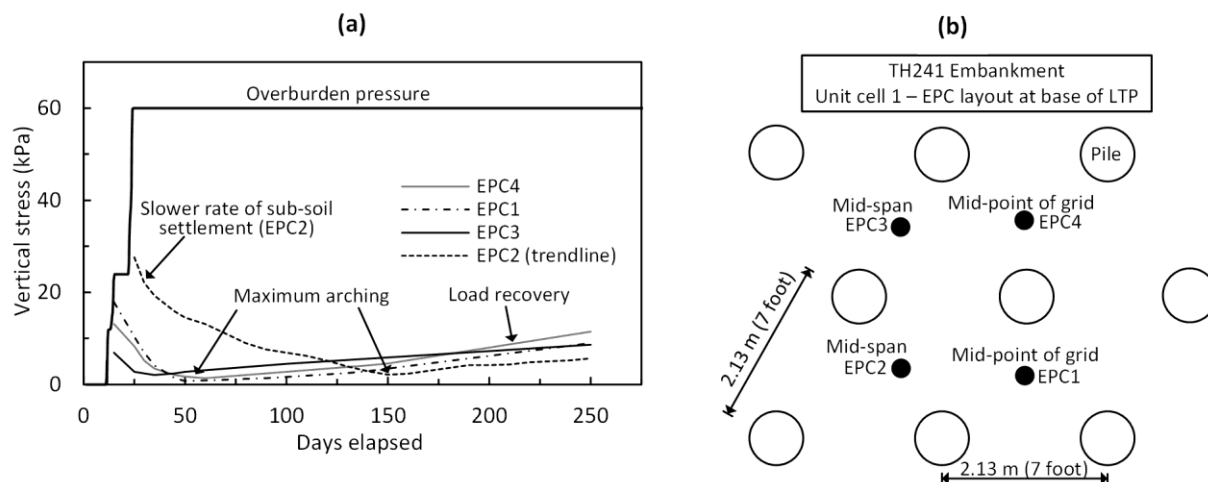 (a)
Overburden pressure
60
40
20
0
Vertical stress (kPa)
EPC4
EPC1
EPC3
EPC2 (trendline)
Slower rate of sub-soil
settlement (EPC2)
Maximum arching
Load recovery
0
50
100
150
200
250
Days elapsed
(b)
TH241 Embankment
Unit cell 1 – EPC layout at base of LTP
Pile
Mid-span
EPC3
Mid-point of grid
EPC4
2.13 m (7 foot)
Mid-span
EPC2
Mid-point of grid
EPC1
2.13 m (7 foot)